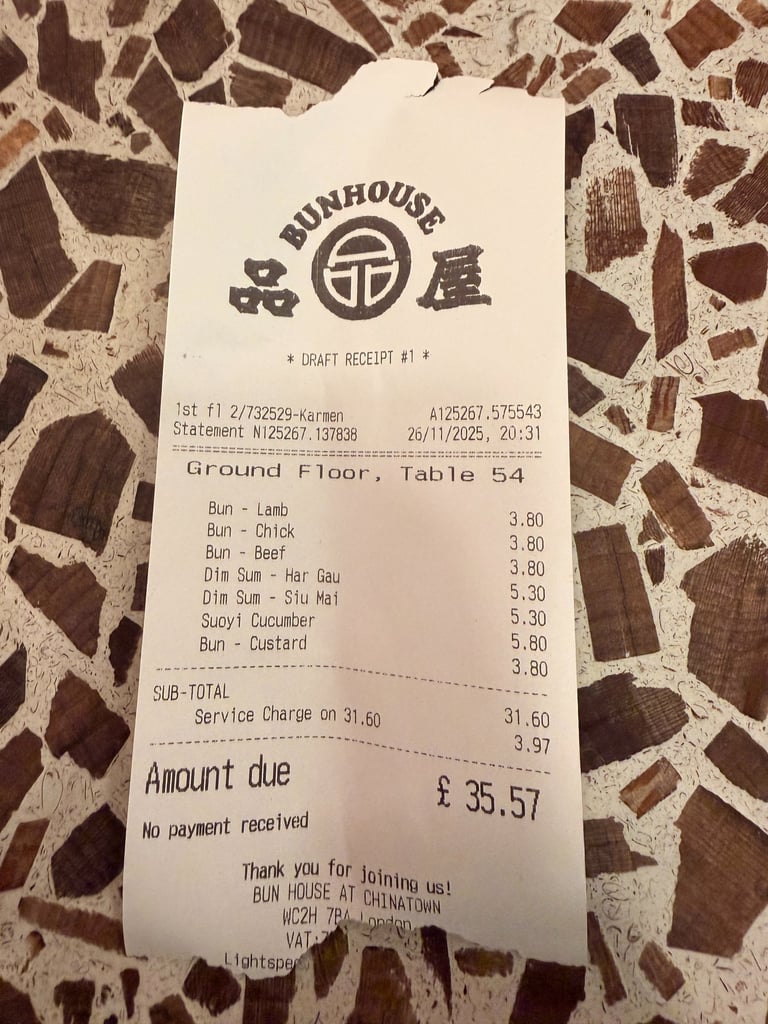 BUNHOUSE
品 屋
* DRAFT RECEIPT #1 *
1st fl 2/732529-Karmen A125267.575543
Statement N125267.137838 26/11/2025, 20:31
Ground Floor, Table 54
Bun - Lamb 3.80
Bun - Chick 3.80
Bun - Beef 3.80
Dim Sum - Har Gau 5.30
Dim Sum - Siu Mai 5.30
Suoyi Cucumber 5.80
Bun - Custard 3.80
SUB-TOTAL 31.60
Service Charge on 31.60 3.97
Amount due £ 35.57
No payment received
Thank you for joining us!
BUN HOUSE AT CHINATOWN
WC2H 7BA London
VAT: